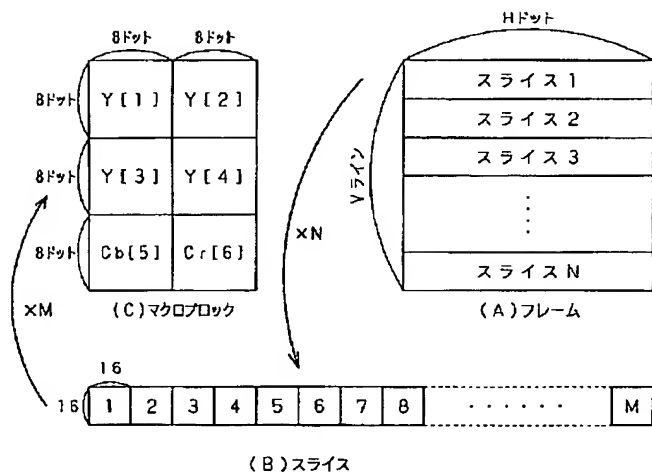 8ドット 8ドット
8ドット Y[1] Y[2]
8ドット Y[3] Y[4]
8ドット Cb[5] Cr[6]
(C)マクロブロック
×M
×N
Hドット
Vライン
スライス1
スライス2
スライス3
・・・・
スライスN
(A)フレーム
16
16 1 2 3 4 5 6 7 8 ・・・・・・ M
(B)スライス